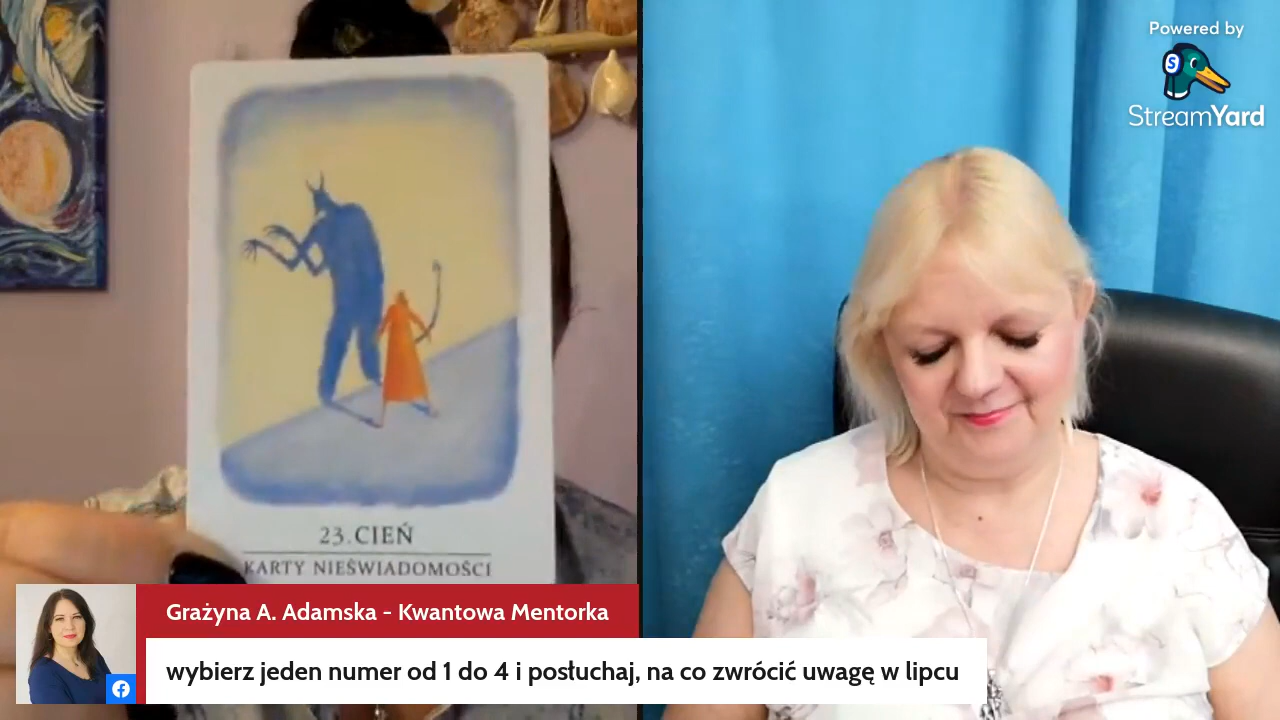 Powered by
S
StreamYard
23. CIEŃ
KARTY NIEŚWIADOMOŚCI
Grażyna A. Adamska - Kwantowa Mentorka
wybierz jeden numer od 1 do 4 i posłuchaj, na co zwrócić uwagę w lipcu